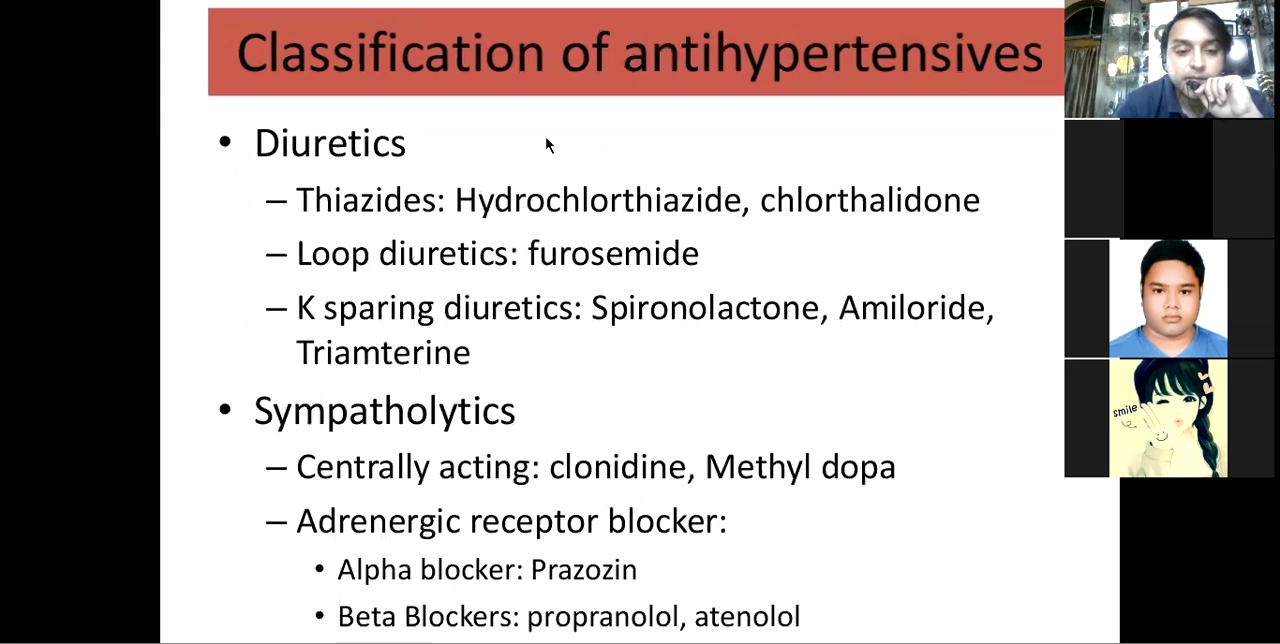 Classification of antihypertensives
• Diuretics
– Thiazides: Hydrochlorthiazide, chlorthalidone
– Loop diuretics: furosemide
– K sparing diuretics: Spironolactone, Amiloride,
Triamterine
• Sympatholytics
– Centrally acting: clonidine, Methyl dopa
– Adrenergic receptor blocker:
• Alpha blocker: Prazozin
• Beta Blockers: propranolol, atenolol
smile